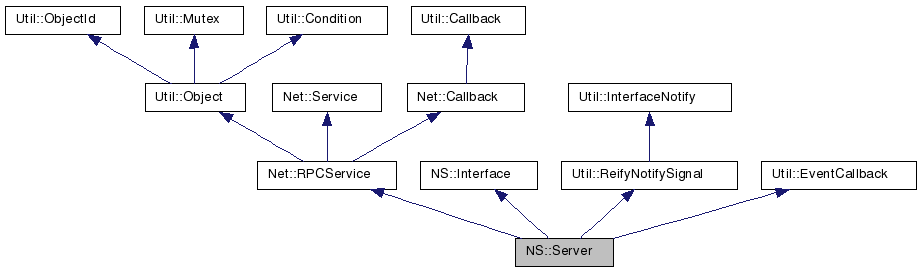 Util::ObjectId
Util::Mutex
Util::Condition
Util::Callback
Util::Object
Net::Service
Net::Callback
Util::InterfaceNotify
Net::RPCService
NS::Interface
Util::ReifyNotifySignal
Util::EventCallback
NS::Server